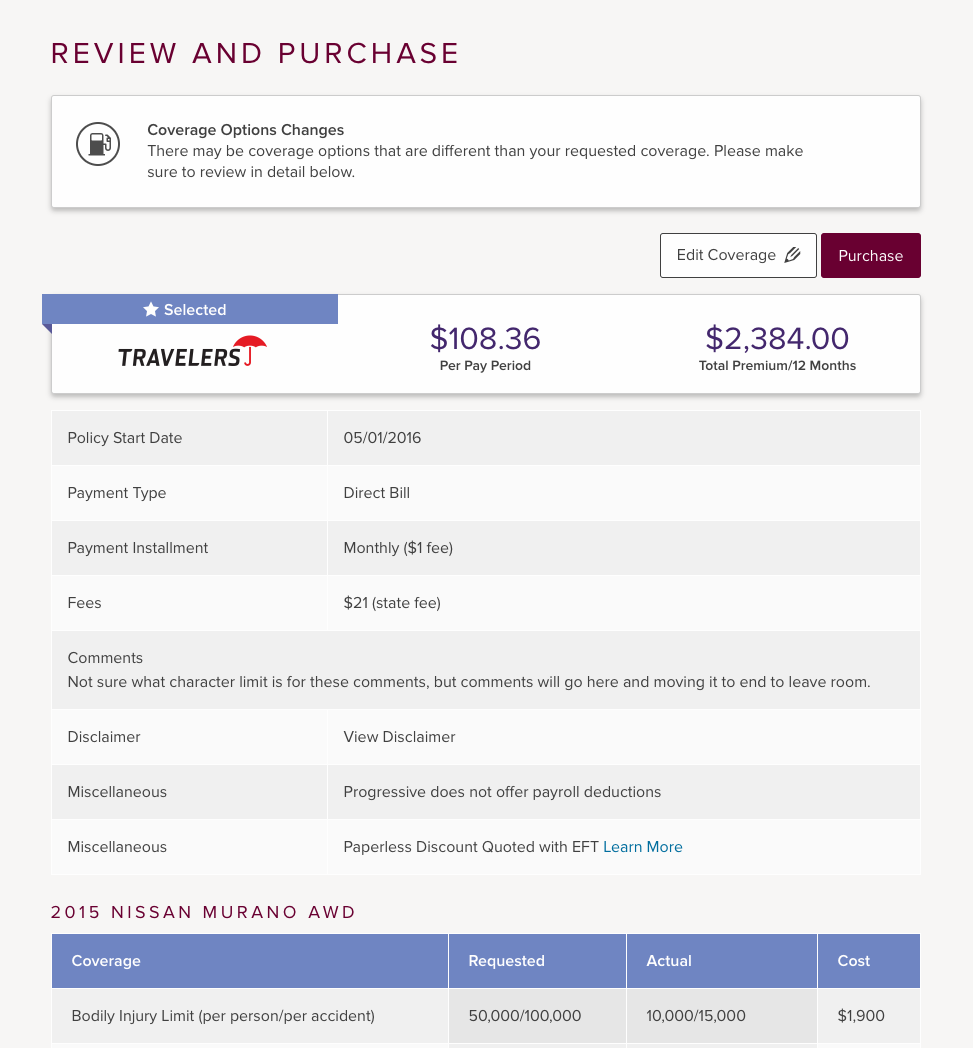 REVIEW AND PURCHASE
Coverage Options Changes
There may be coverage options that are different than your requested coverage. Please make
sure to review in detail below.
Edit Coverage
Purchase
Selected
TRAVELERS
$108.36
Per Pay Period
$2,384.00
Total Premium/12 Months
Policy Start Date 05/01/2016
Payment Type Direct Bill
Payment Installment Monthly ($1 fee)
Fees $21 (state fee)
Comments
Not sure what character limit is for these comments, but comments will go here and moving it to end to leave room.
Disclaimer View Disclaimer
Miscellaneous Progressive does not offer payroll deductions
Miscellaneous Paperless Discount Quoted with EFT Learn More
2015 NISSAN MURANO AWD
Coverage Requested Actual Cost
Bodily Injury Limit (per person/per accident) 50,000/100,000 10,000/15,000 $1,900